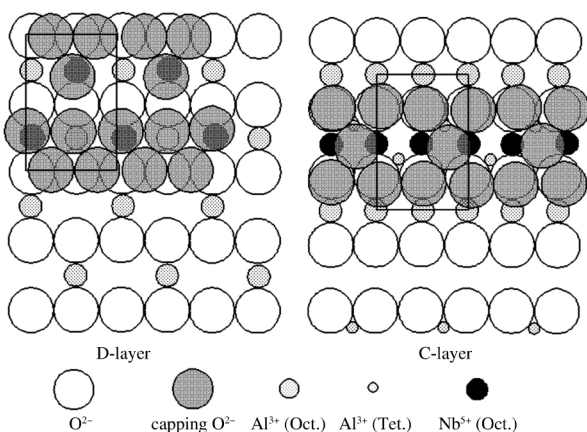 D-layer C-layer
O²⁻ capping O²⁻ Al³⁺ (Oct.) Al³⁺ (Tet.) Nb⁵⁺ (Oct.)